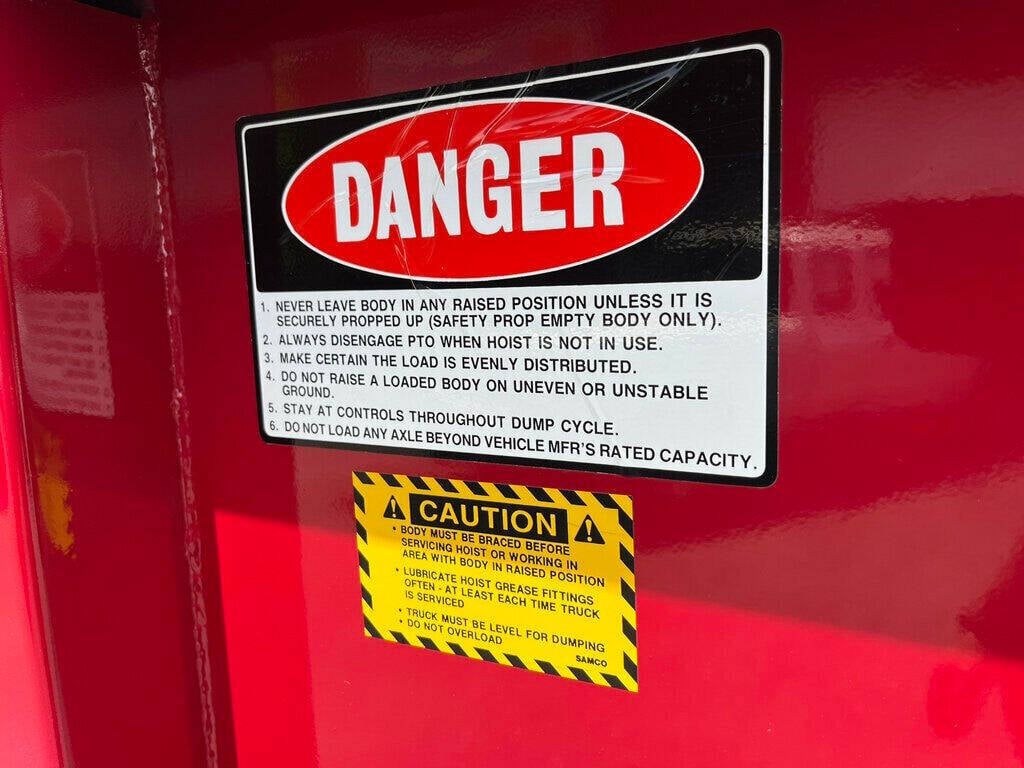 DANGER
1. NEVER LEAVE BODY IN ANY RAISED POSITION UNLESS IT IS
SECURELY PROPPED UP (SAFETY PROP EMPTY BODY ONLY).
2. ALWAYS DISENGAGE PTO WHEN HOIST IS NOT IN USE.
3. MAKE CERTAIN THE LOAD IS EVENLY DISTRIBUTED.
4. DO NOT RAISE A LOADED BODY ON UNEVEN OR UNSTABLE
GROUND.
5. STAY AT CONTROLS THROUGHOUT DUMP CYCLE.
6. DO NOT LOAD ANY AXLE BEYOND VEHICLE MFR'S RATED CAPACITY.
CAUTION
• BODY MUST BE BRACED BEFORE
SERVICING HOIST OR WORKING IN
AREA WITH BODY IN RAISED POSITION
• LUBRICATE HOIST GREASE FITTINGS
OFTEN - AT LEAST EACH TIME TRUCK
IS SERVICED
• TRUCK MUST BE LEVEL FOR DUMPING
• DO NOT OVERLOAD
SAMCO